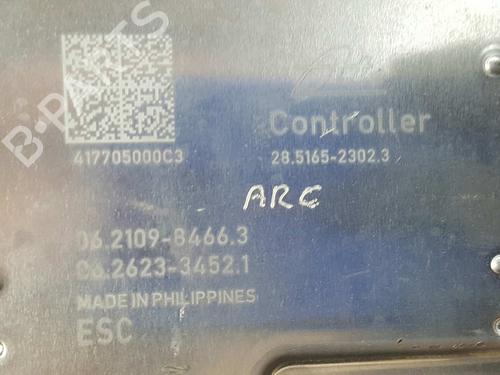 B-PARTS
417705000C3
Controller
28.5165-2302.3
ARC
06.2109-8466.3
06.2623-3452.1
MADE IN PHILIPPINES
ESC